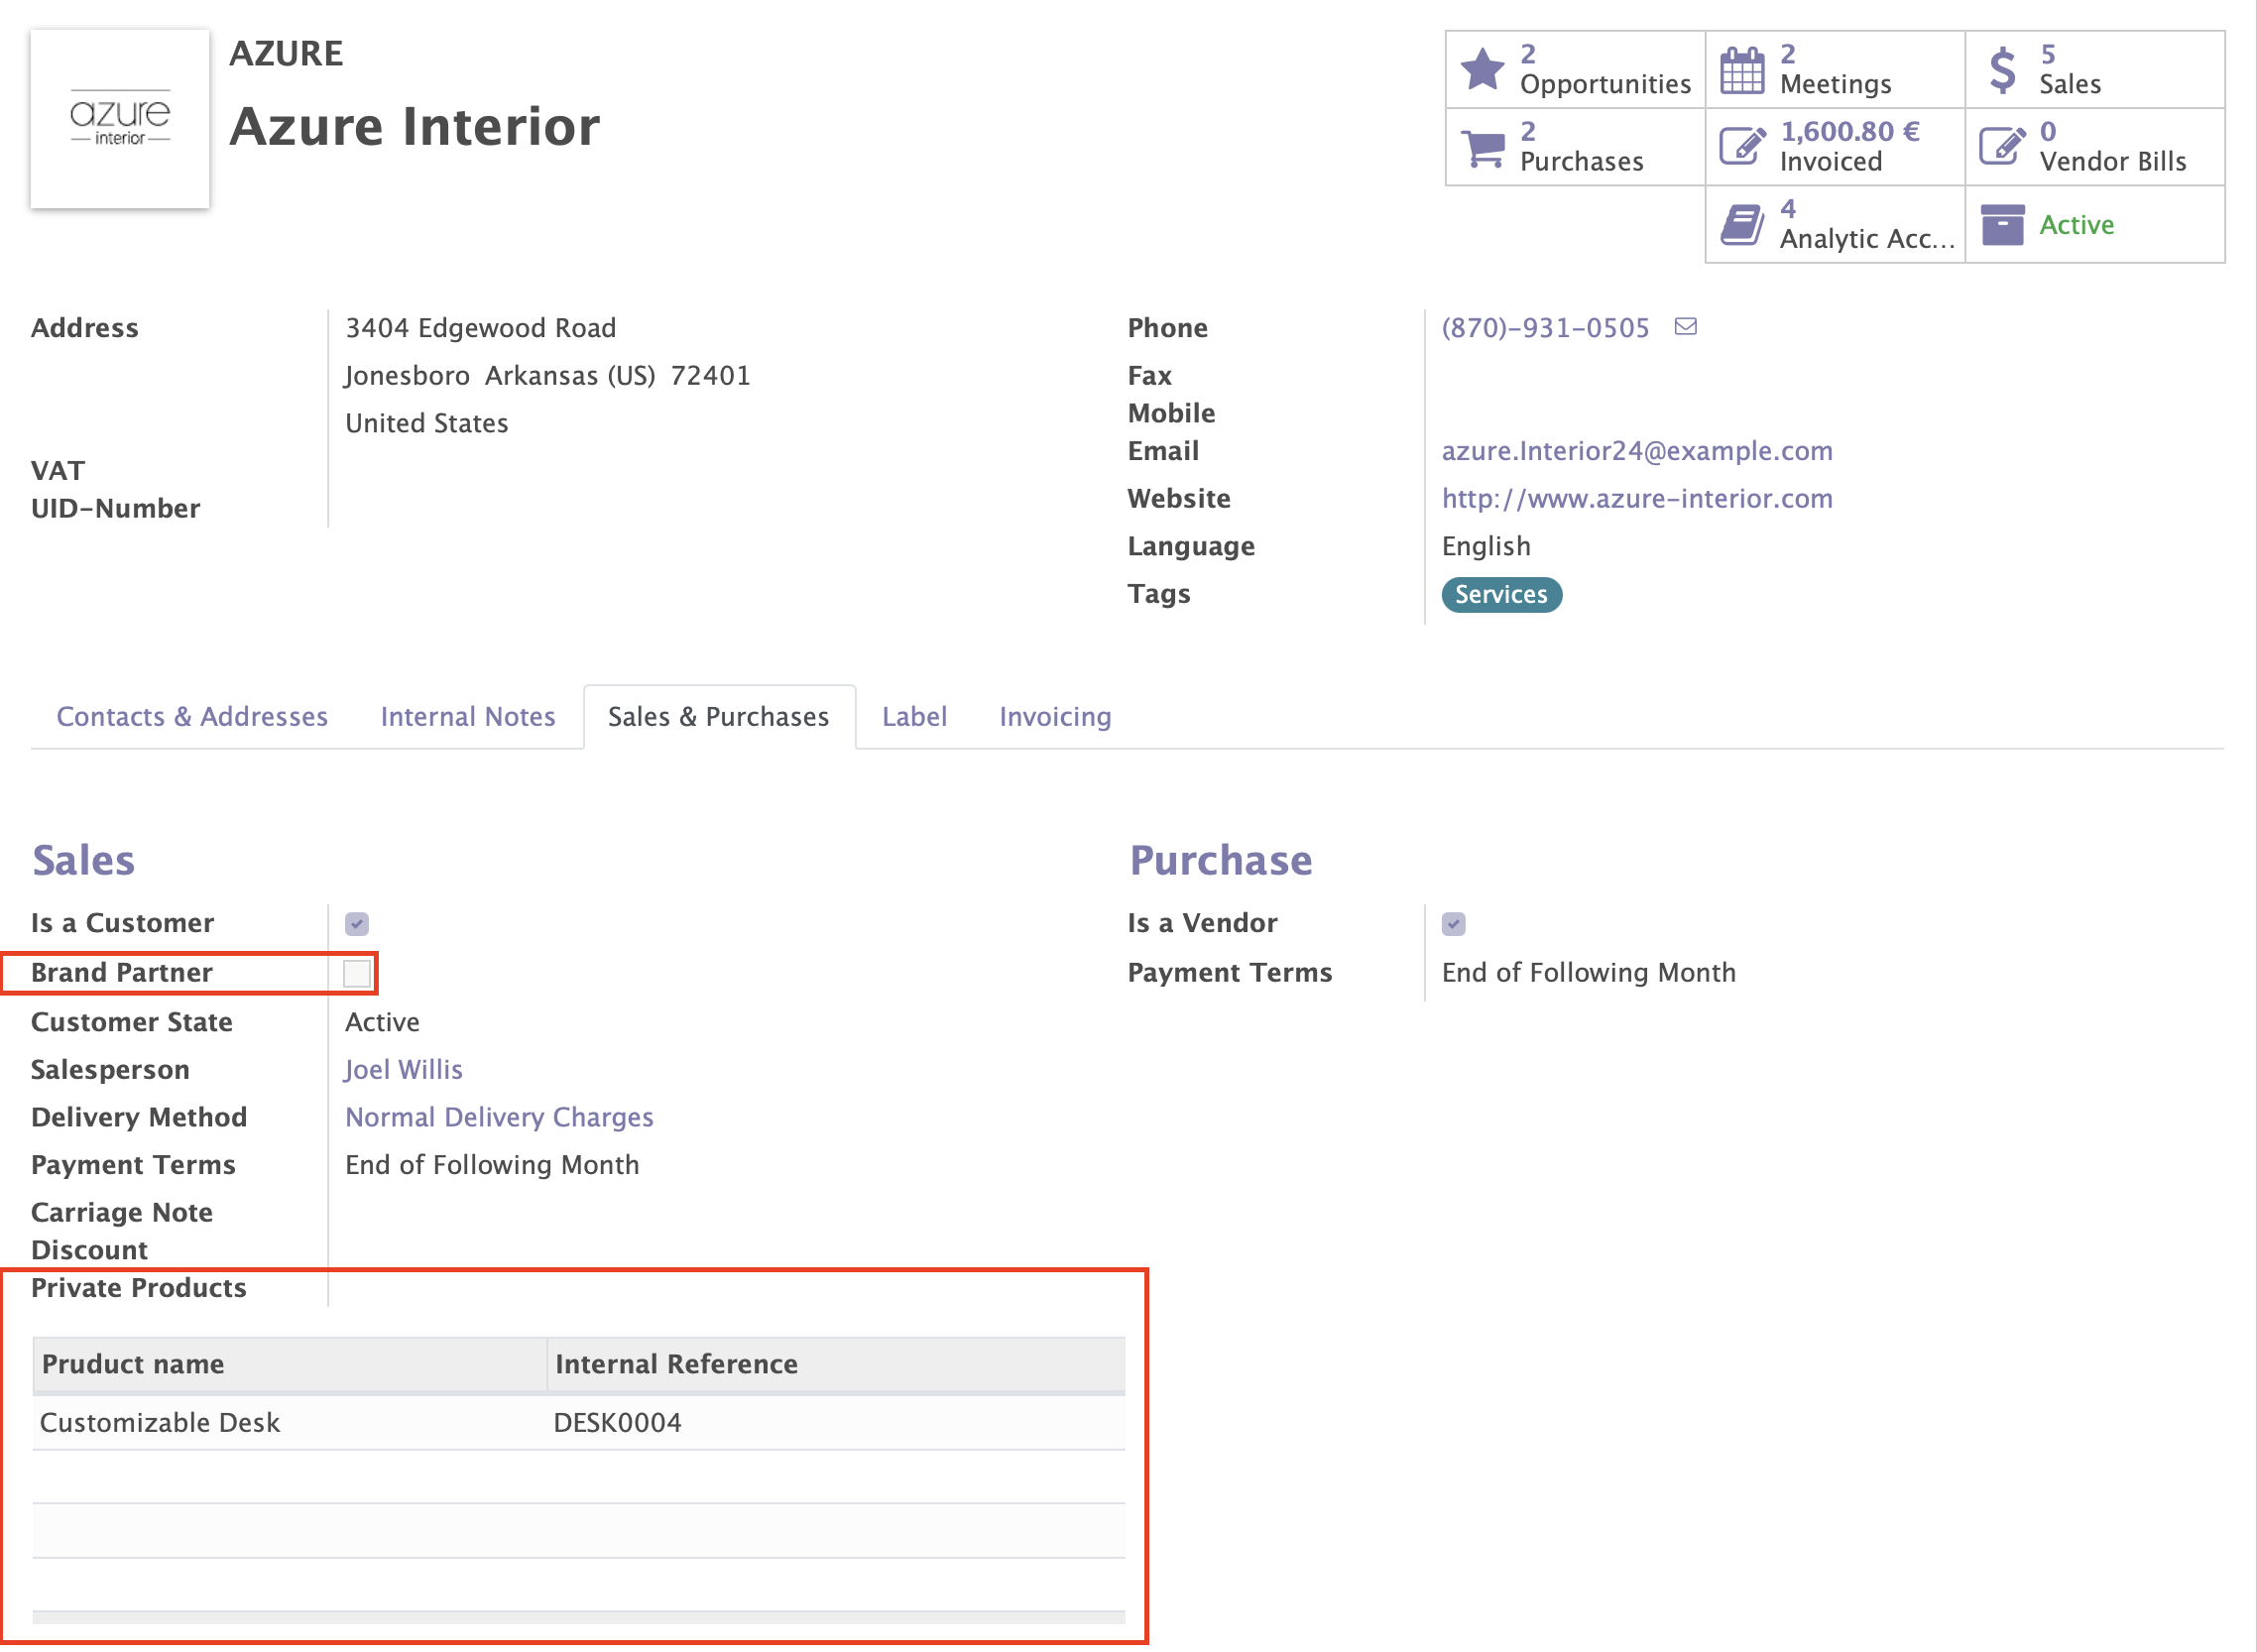 azure
interior
AZURE
Azure Interior
2
Opportunities
2
Meetings
5
Sales
2
Purchases
1,600.80 €
Invoiced
0
Vendor Bills
4
Analytic Acc...
Active
Address
3404 Edgewood Road
Jonesboro Arkansas (US) 72401
United States
VAT
UID-Number
Phone (870)-931-0505
Fax
Mobile
Email azure.Interior24@example.com
Website http://www.azure-interior.com
Language English
Tags Services
Contacts & Addresses Internal Notes Sales & Purchases Label Invoicing
Sales
Is a Customer
Brand Partner
Customer State Active
Salesperson Joel Willis
Delivery Method Normal Delivery Charges
Payment Terms End of Following Month
Carriage Note
Discount
Private Products
Pruduct name Internal Reference
Customizable Desk DESK0004
Purchase
Is a Vendor
Payment Terms End of Following Month